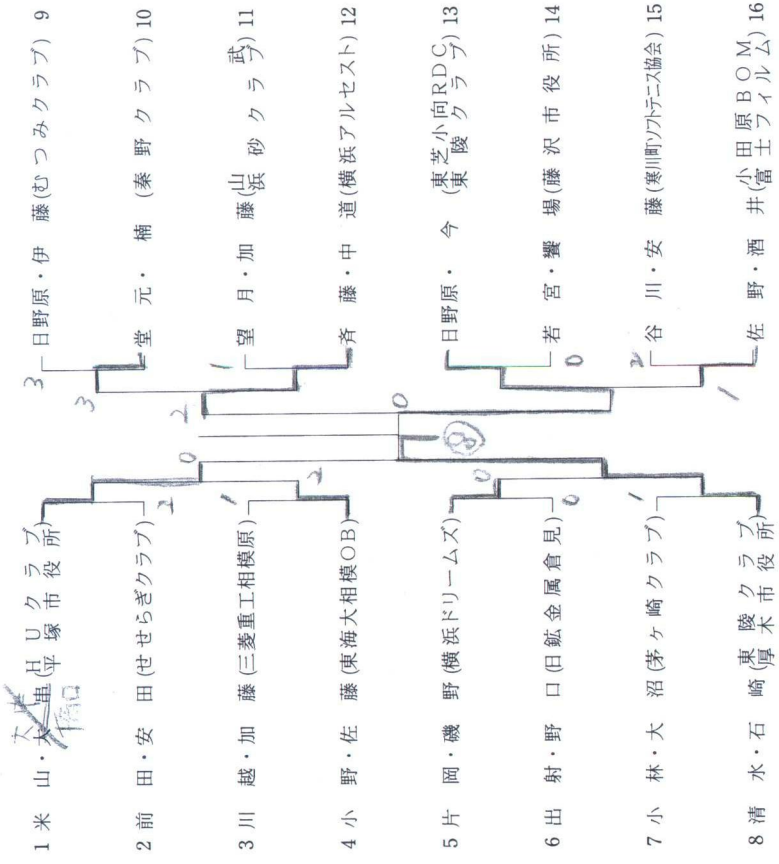 1 米 山・大 串(HUクラブ 平塚市役所)
2 前 田・安 田(せせらぎクラブ)
3 川 越・加 藤(三菱重工相模原)
4 小 野・佐 藤(東海大相模OB)
5 片 岡・磯 野(横浜ドリームズ)
6 出 射・野 口(日鉱金属倉見)
7 小 林・大 沼(茅ヶ崎クラブ)
8 清 水・石 崎(東陵クラブ 厚木市役所)
2
1
2
0
1
0
0
8
0
2
3
3
1
0
2
1
日野原・伊 藤(むつみクラブ) 9
堂 元・ 楠 (秦野クラブ) 10
望 月・加 藤(山 武 浜砂クラブ) 11
斉 藤・中 道(横浜アルセスト) 12
日野原・ 今 (東芝小向RDC 東陵クラブ) 13
若 宮・饗 場(藤沢市役所) 14
谷 川・安 藤(寒川町ソフトテニス協会) 15
佐 野・酒 井(小田原BOM 富士フィルム) 16